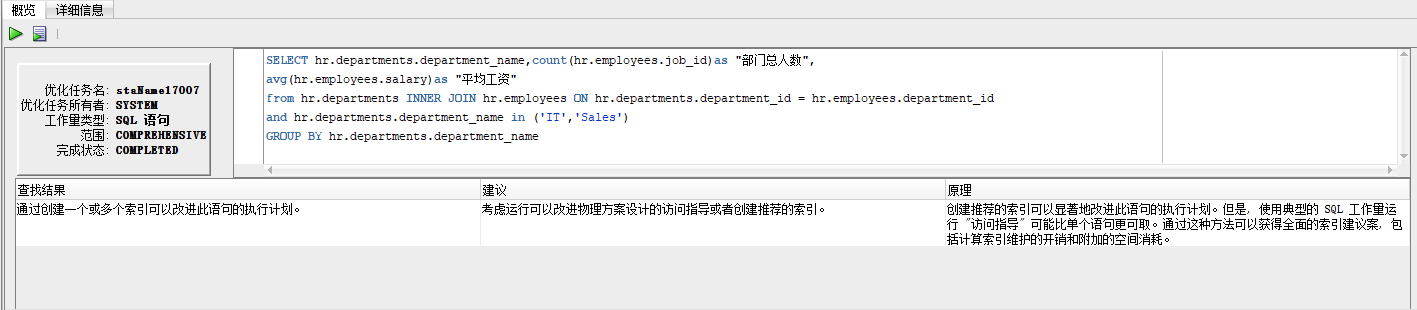 概览 详细信息
优化任务名: staName17007
优化任务所有者: SYSTEM
工作量类型: SQL 语句
范围: COMPREHENSIVE
完成状态: COMPLETED
SELECT hr.departments.department_name,count(hr.employees.job_id)as "部门总人数",
avg(hr.employees.salary)as "平均工资"
from hr.departments INNER JOIN hr.employees ON hr.departments.department_id = hr.employees.department_id
and hr.departments.department_name in ('IT','Sales')
GROUP BY hr.departments.department_name
查找结果 建议 原理
通过创建一个或多个索引可以改进此语句的执行计划。
考虑运行可以改进物理方案设计的访问指导或者创建推荐的索引。
创建推荐的索引可以显著地改进此语句的执行计划。但是, 使用典型的 SQL 工作量运
行 "访问指导" 可能比单个语句更可取。通过这种方法可以获得全面的索引建议案, 包
括计算索引维护的开销和附加的空间消耗。